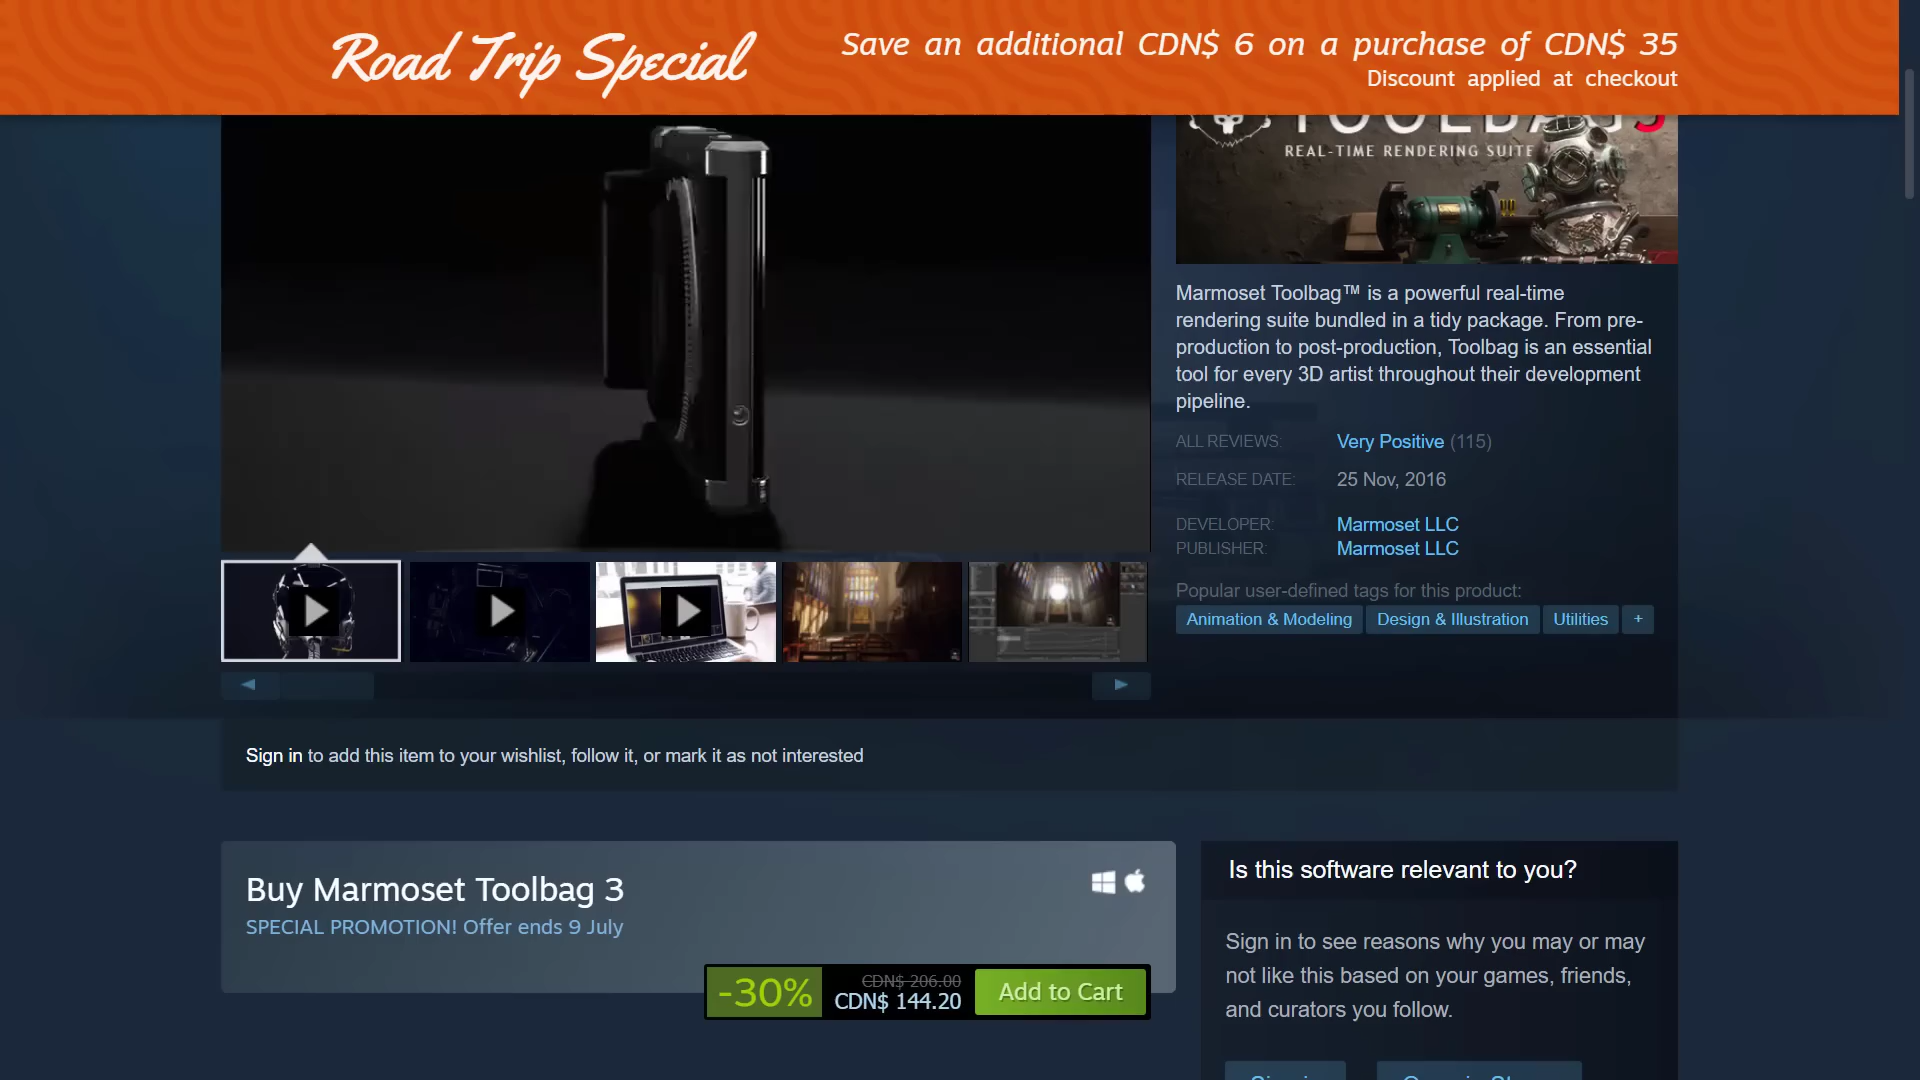 Road Trip Special
Save an additional CDN$ 6 on a purchase of CDN$ 35
Discount applied at checkout
REAL-TIME RENDERING SUITE
Marmoset Toolbag™ is a powerful real-time
rendering suite bundled in a tidy package. From pre-
production to post-production, Toolbag is an essential
tool for every 3D artist throughout their development
pipeline.
ALL REVIEWS: Very Positive (115)
RELEASE DATE: 25 Nov, 2016
DEVELOPER: Marmoset LLC
PUBLISHER: Marmoset LLC
Popular user-defined tags for this product:
Animation & Modeling Design & Illustration Utilities +
Sign in to add this item to your wishlist, follow it, or mark it as not interested
Buy Marmoset Toolbag 3
SPECIAL PROMOTION! Offer ends 9 July
-30% CDN$ 206.00 CDN$ 144.20 Add to Cart
Is this software relevant to you?
Sign in to see reasons why you may or may
not like this based on your games, friends,
and curators you follow.